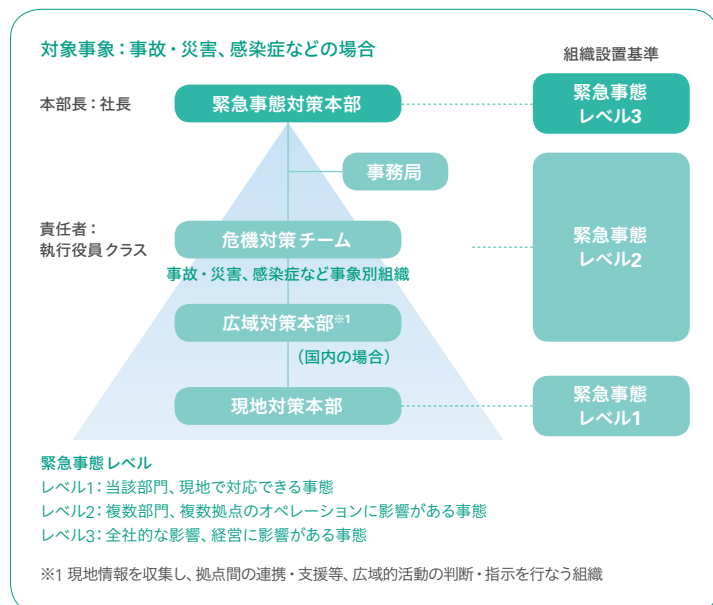 対象事象：事故・災害、感染症などの場合
組織設置基準
本部長：社長
緊急事態対策本部
緊急事態
レベル3
事務局
責任者：
執行役員クラス
危機対策チーム
事故・災害、感染症など事象別組織
緊急事態
レベル2
広域対策本部※1
（国内の場合）
現地対策本部
緊急事態
レベル1
緊急事態レベル
レベル1：当該部門、現地で対応できる事態
レベル2：複数部門、複数拠点のオペレーションに影響がある事態
レベル3：全社的な影響、経営に影響がある事態
※1 現地情報を収集し、拠点間の連携・支援等、広域的活動の判断・指示を行なう組織